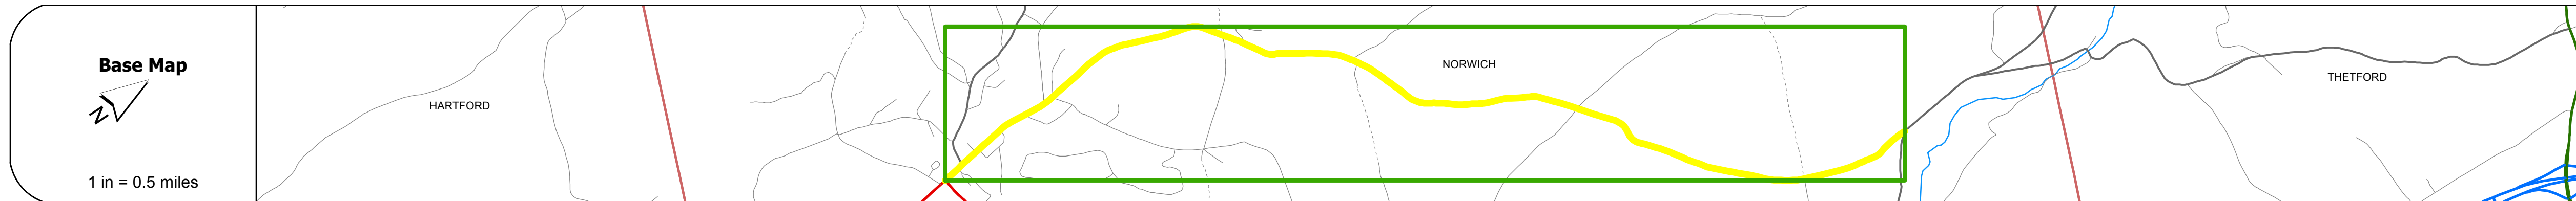 Base Map
N
1 in = 0.5 miles
HARTFORD
NORWICH
THETFORD